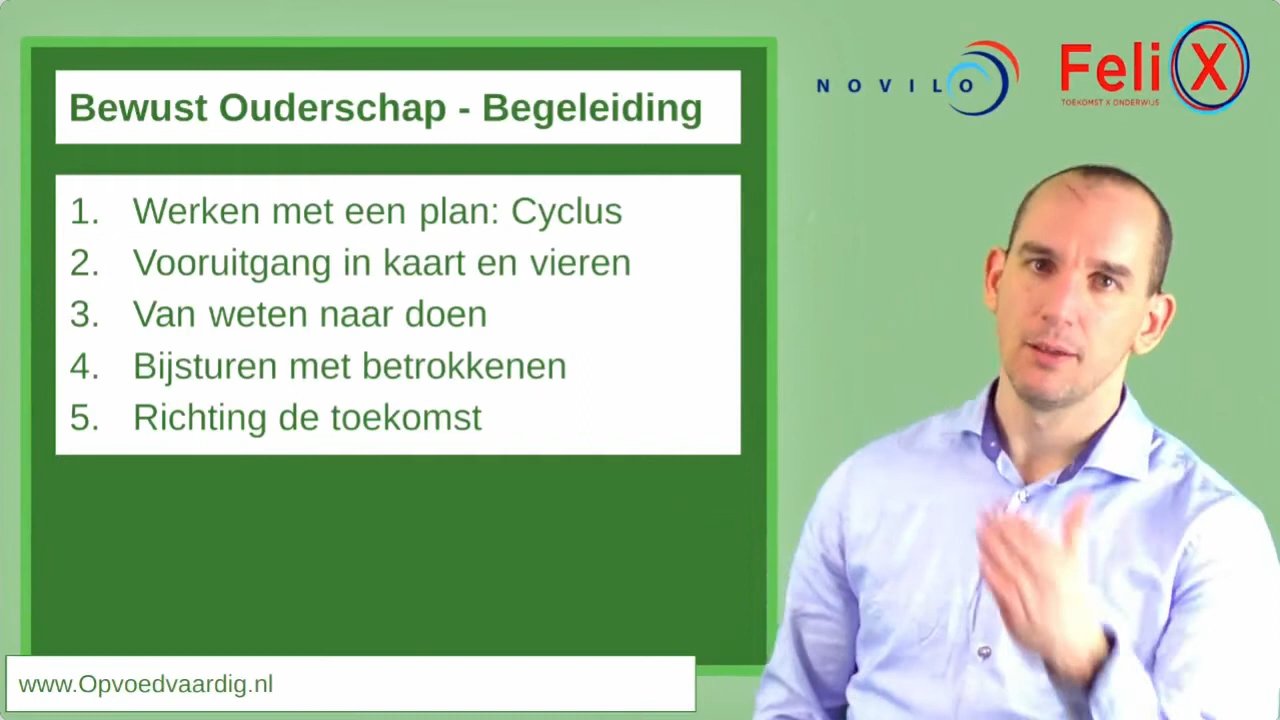 Bewust Ouderschap - Begeleiding
1. Werken met een plan: Cyclus
2. Vooruitgang in kaart en vieren
3. Van weten naar doen
4. Bijsturen met betrokkenen
5. Richting de toekomst
www.Opvoedvaardig.nl
NOVILO
FeliX
TOEKOMST X ONDERWIJS